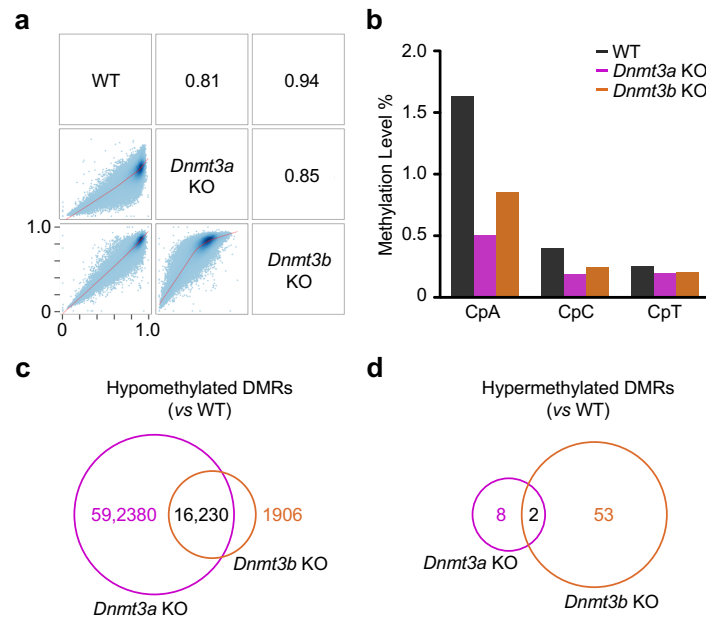 a
WT 0.81 0.94
Dnmt3a KO 0.85
1.0
0
0 1.0
Dnmt3b KO
b
Methylation Level %
2.0
1.5
1.0
0.5
0
WT
Dnmt3a KO
Dnmt3b KO
CpA CpC CpT
c
Hypomethylated DMRs
(vs WT)
59,2380 16,230 1906
Dnmt3b KO
Dnmt3a KO
d
Hypermethylated DMRs
(vs WT)
8 2 53
Dnmt3a KO
Dnmt3b KO